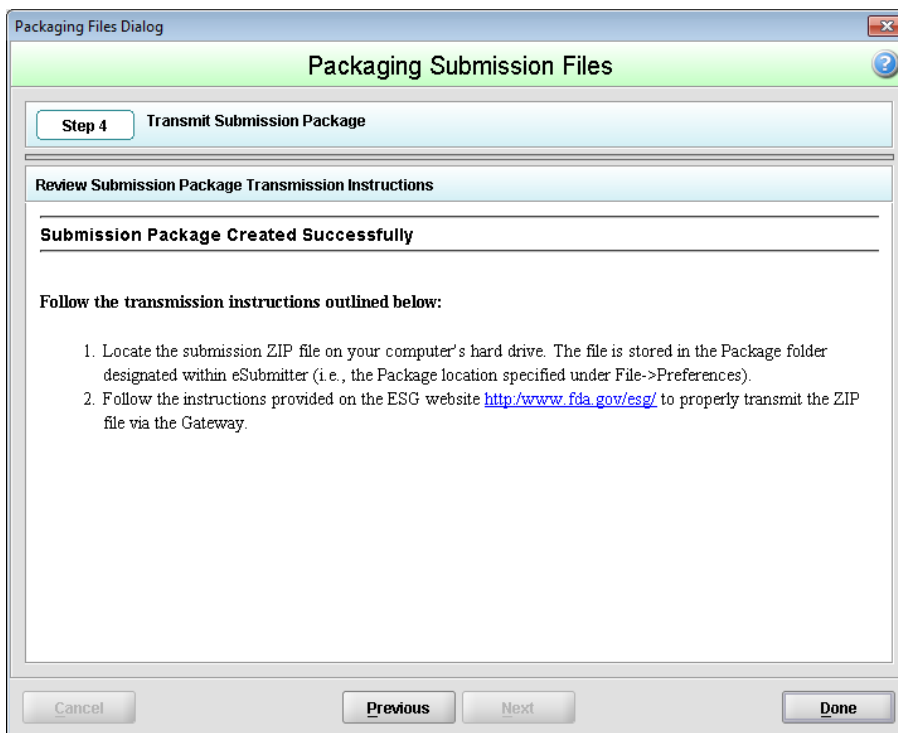 Packaging Files Dialog
Packaging Submission Files
?
Step 4
Transmit Submission Package
Review Submission Package Transmission Instructions
Submission Package Created Successfully
Follow the transmission instructions outlined below:
1. Locate the submission ZIP file on your computer's hard drive. The file is stored in the Package folder
designated within eSubmitter (i.e., the Package location specified under File->Preferences).
2. Follow the instructions provided on the ESG website http:/www.fda.gov/esg/ to properly transmit the ZIP
file via the Gateway.
Cancel
Previous
Next
Done